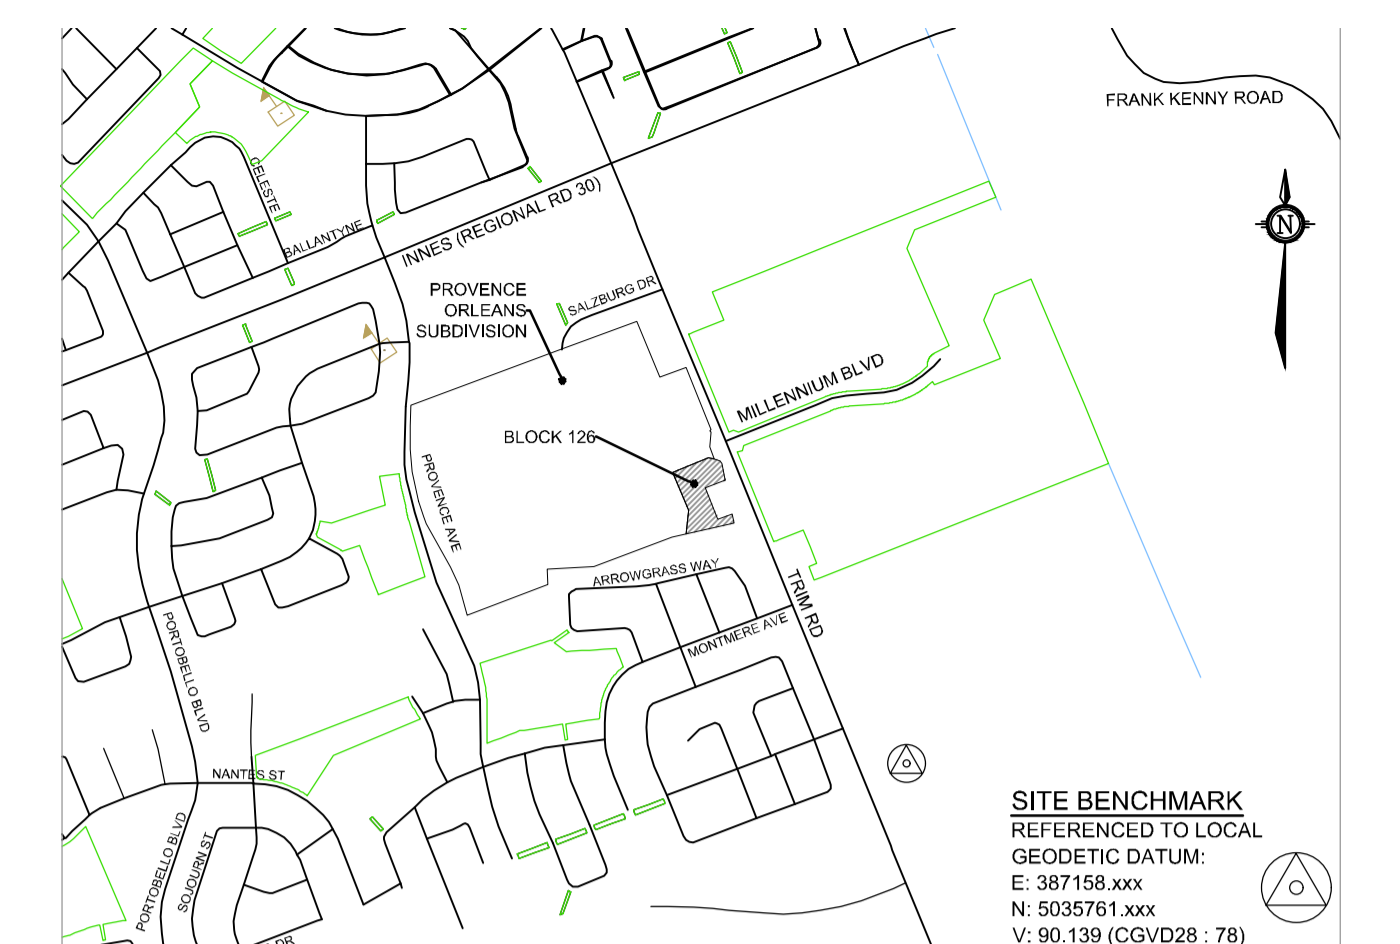 FRANK KENNY ROAD
N
CELESTE
BALLANTYNE
INNES (REGIONAL RD 30)
PROVENCE
ORLEANS
SUBDIVISION
SALZBURG DR
MILLENNIUM BLVD
BLOCK 126
PROVENCE AVE
ARROWGRASS WAY
TRIM RD
MONTMERE AVE
PORTOBELLO BLVD
NANTES ST
PORTOBELLO BLVD
SOJOURN ST
DR
SITE BENCHMARK
REFERENCED TO LOCAL
GEODETIC DATUM:
E: 387158.xxx
N: 5035761.xxx
V: 90.139 (CGVD28 : 78)